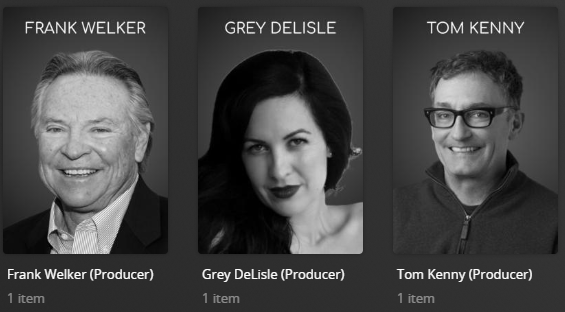 FRANK WELKER
GREY DELISLE
TOM KENNY
Frank Welker (Producer)
Grey DeLisle (Producer)
Tom Kenny (Producer)
1 item
1 item
1 item